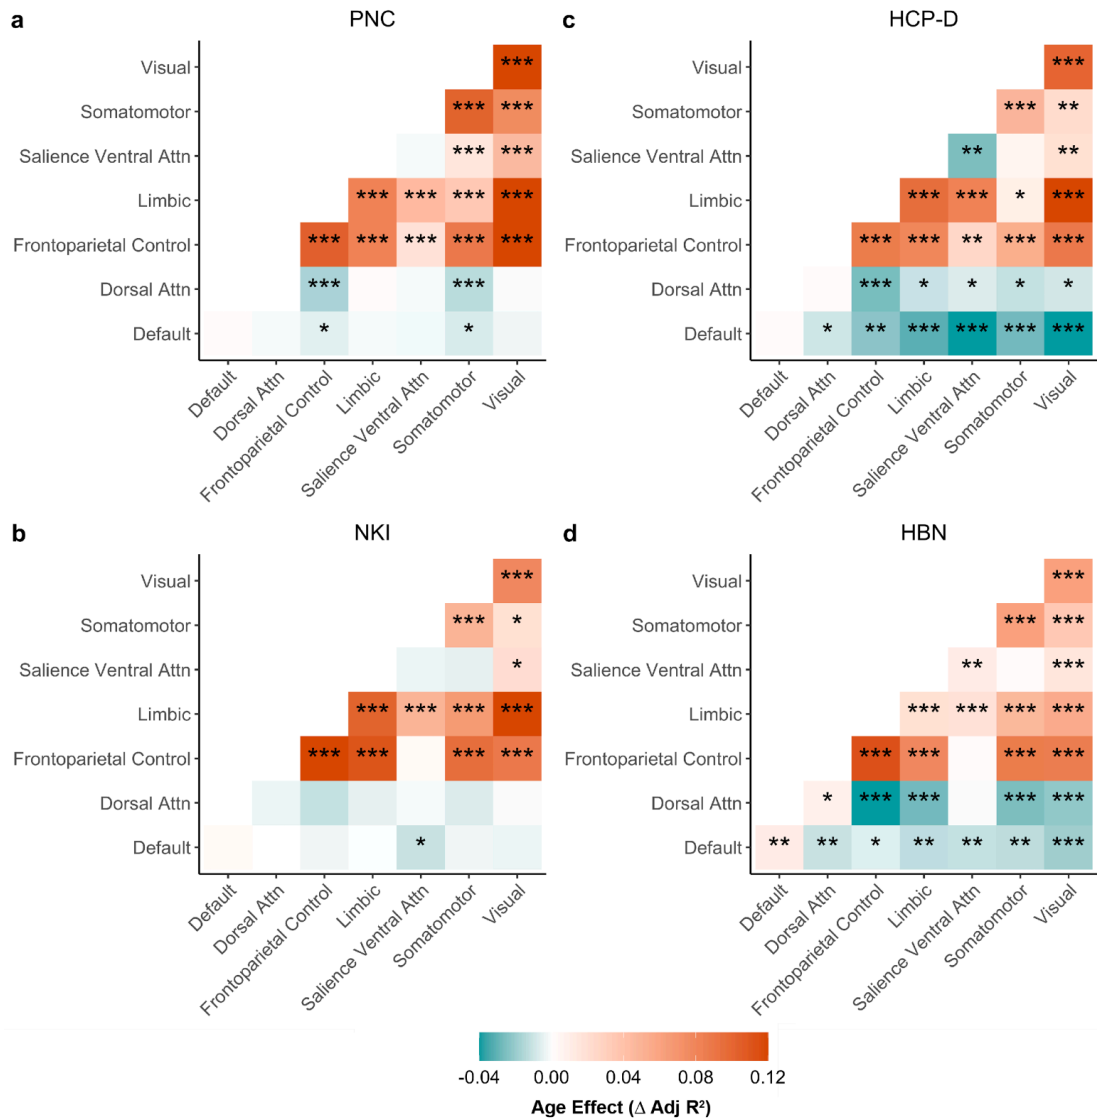 a
PNC
Visual
***
Somatomotor
*** ***
Salience Ventral Attn
*** ***
Limbic
*** *** *** ***
Frontoparietal Control
*** *** *** *** ***
Dorsal Attn
*** ***
Default
* *
Default
Dorsal Attn
Frontoparietal Control
Limbic
Salience Ventral Attn
Somatomotor
Visual
c
HCP-D
Visual
***
Somatomotor
*** **
Salience Ventral Attn
** **
Limbic
*** *** * ***
Frontoparietal Control
*** *** ** *** ***
Dorsal Attn
*** * * * *
Default
* ** *** *** *** ***
Default
Dorsal Attn
Frontoparietal Control
Limbic
Salience Ventral Attn
Somatomotor
Visual
b
NKI
Visual
***
Somatomotor
*** *
Salience Ventral Attn
*
Limbic
*** *** *** ***
Frontoparietal Control
*** *** *** ***
Dorsal Attn
Default
*
Default
Dorsal Attn
Frontoparietal Control
Limbic
Salience Ventral Attn
Somatomotor
Visual
d
HBN
Visual
***
Somatomotor
*** ***
Salience Ventral Attn
** ***
Limbic
*** *** *** ***
Frontoparietal Control
*** *** *** ***
Dorsal Attn
* *** *** *** ***
Default
** ** * ** ** ** ***
Default
Dorsal Attn
Frontoparietal Control
Limbic
Salience Ventral Attn
Somatomotor
Visual
-0.04 0.00 0.04 0.08 0.12
Age Effect (Δ Adj R²)